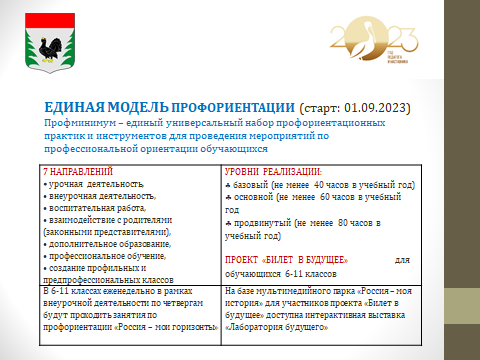 2023
ГОД
ПЕДАГОГА
И НАСТАВНИКА
ЕДИНАЯ МОДЕЛЬ ПРОФОРИЕНТАЦИИ (старт: 01.09.2023)
Профминимум – единый универсальный набор профориентационных
практик и инструментов для проведения мероприятий по
профессиональной ориентации обучающихся
7 НАПРАВЛЕНИЙ
• урочная деятельность,
• внеурочная деятельность,
• воспитательная работа,
• взаимодействие с родителями
(законными представителями),
• дополнительное образование,
• профессиональное обучение,
• создание профильных и
предпрофессиональных классов
УРОВНИ РЕАЛИЗАЦИИ:
♣ базовый (не менее 40 часов в учебный год)
♣ основной (не менее 60 часов в учебный
год
♣ продвинутый (не менее 80 часов в
учебный год)
ПРОЕКТ «БИЛЕТ В БУДУЩЕЕ» для
обучающихся 6-11 классов
В 6-11 классах еженедельно в рамках
внеурочной деятельности по четвергам
будут проходить занятия по
профориентации «Россия – мои горизонты»
На базе мультимедийного парка «Россия – моя
история» для участников проекта «Билет в
будущее» доступна интерактивная выставка
«Лаборатория будущего»